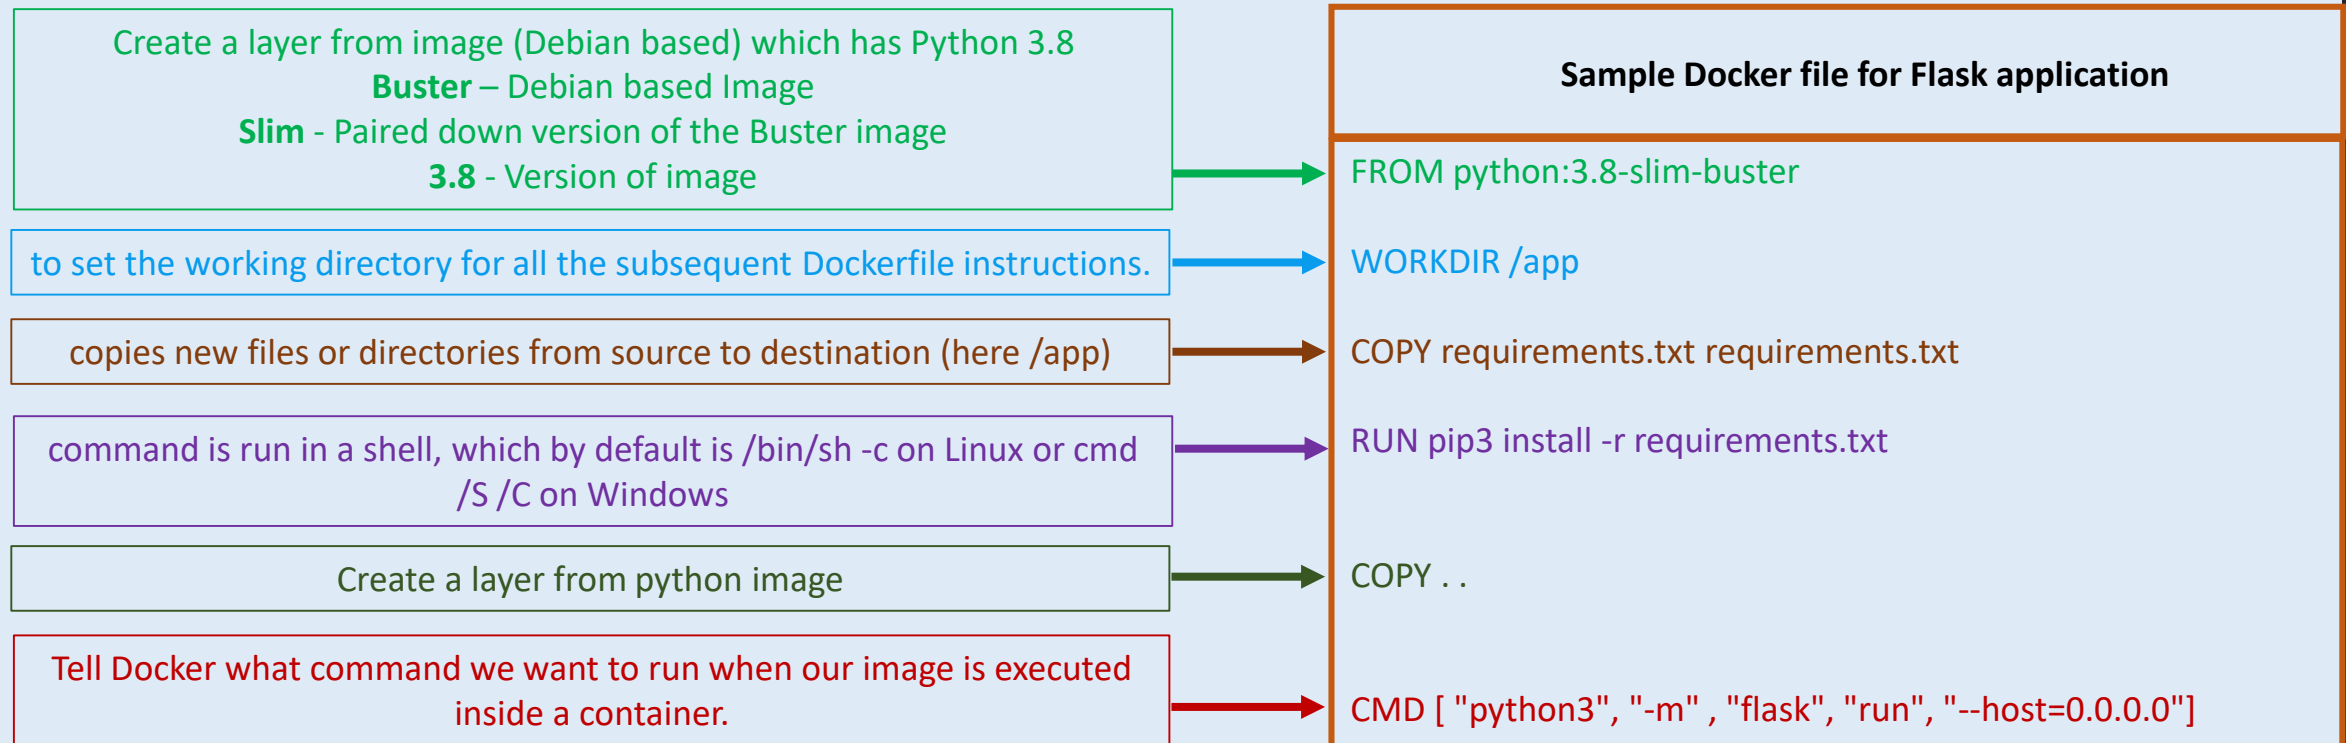 Create a layer from image (Debian based) which has Python 3.8
Buster – Debian based Image
Slim - Paired down version of the Buster image
3.8 - Version of image
to set the working directory for all the subsequent Dockerfile instructions.
copies new files or directories from source to destination (here /app)
command is run in a shell, which by default is /bin/sh -c on Linux or cmd
/S /C on Windows
Create a layer from python image
Tell Docker what command we want to run when our image is executed
inside a container.
Sample Docker file for Flask application
FROM python:3.8-slim-buster
WORKDIR /app
COPY requirements.txt requirements.txt
RUN pip3 install -r requirements.txt
COPY . .
CMD [ "python3", "-m" , "flask", "run", "--host=0.0.0.0"]